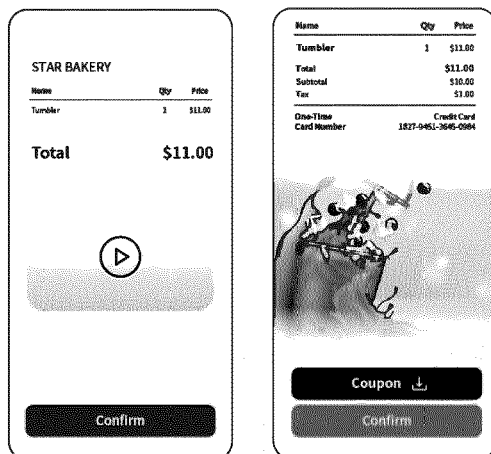 STAR BAKERY
Name Qty Price
Tumbler 1 $11.00
Total $11.00
Confirm
Name Qty Price
Tumbler 1 $11.00
Total $11.00
Subtotal $10.00
Tax $1.00
One-Time Credit Card
Card Number 1827-9451-3645-0984
Coupon
Confirm